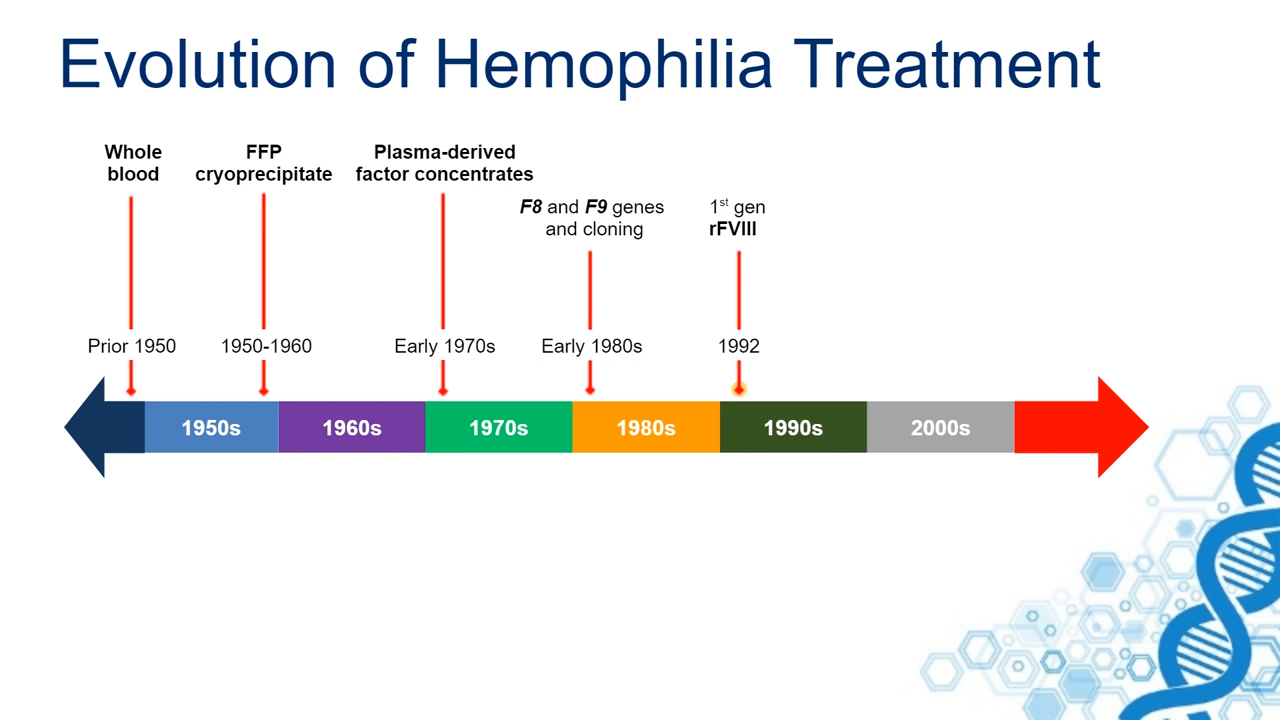 Evolution of Hemophilia Treatment
Whole
blood
FFP
cryoprecipitate
Plasma-derived
factor concentrates
F8 and F9 genes
and cloning
1st gen
rFVIII
Prior 1950
1950-1960
Early 1970s
Early 1980s
1992
1950s
1960s
1970s
1980s
1990s
2000s